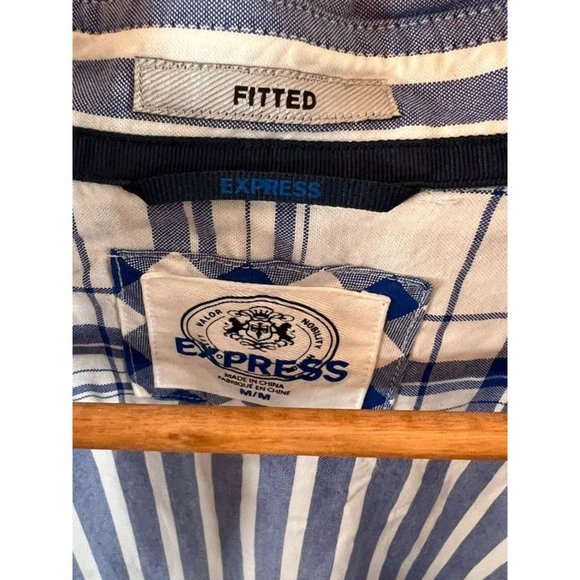 FITTED
EXPRESS
VALOR NOBILITY
EXPRESS
MADE IN CHINA
FABRIQUÉ EN CHINE
M/M